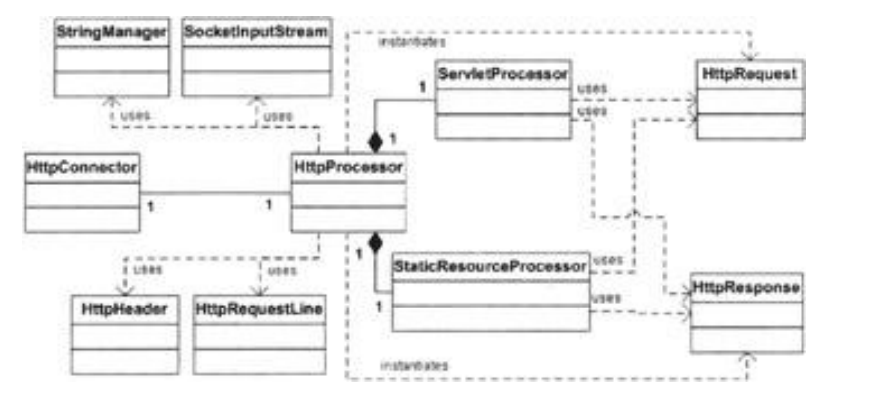 StringManager
SocketInputStream
instantiates
ServletProcessor
HttpRequest
1
uses
uses
uses
uses
1
HttpConnector
HttpProcessor
1
1
1
uses
StaticResourceProcessor
uses
uses
uses
HttpResponse
HttpHeader
HttpRequestLine
1
instantiates